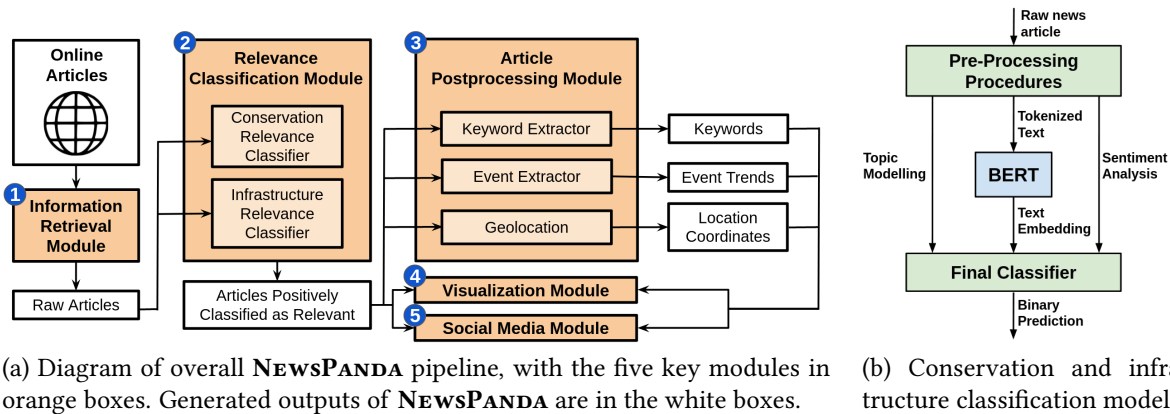 Online
Articles
1
Information
Retrieval
Module
Raw Articles
2
Relevance
Classification Module
Conservation
Relevance
Classifier
Infrastructure
Relevance
Classifier
Articles Positively
Classified as Relevant
3
Article
Postprocessing Module
Keyword Extractor
Event Extractor
Geolocation
Keywords
Event Trends
Location
Coordinates
4
Visualization Module
5
Social Media Module
(a) Diagram of overall NEWSPANDA pipeline, with the five key modules in
orange boxes. Generated outputs of NEWSPANDA are in the white boxes.
Raw news
article
Pre-Processing
Procedures
Tokenized
Text
Topic
Modelling
BERT
Sentiment
Analysis
Text
Embedding
Final Classifier
Binary
Prediction
(b) Conservation and infra
tructure classification model